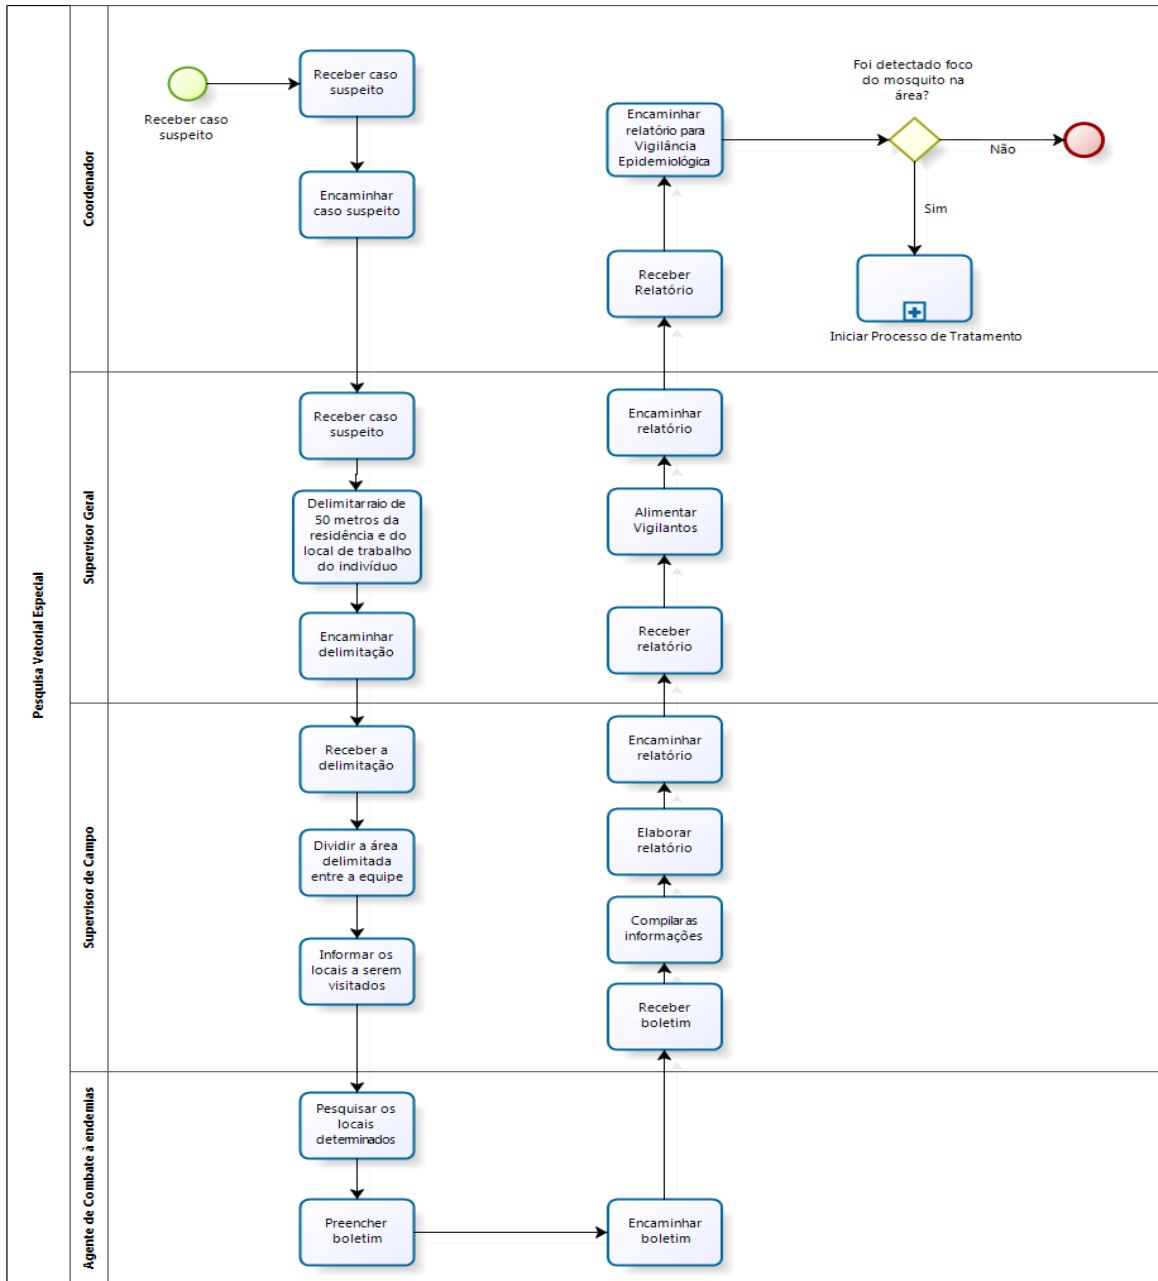 Pesquisa Vetorial Especial
Coordenador
Receber caso
suspeito
Receber caso
suspeito
Encaminhar
caso suspeito
Encaminhar
relatório para
Vigilância
Epidemiológica
Receber
Relatório
Foi detectado foco
do mosquito na
área?
Não
Sim
Iniciar Processo de Tratamento
Supervisor Geral
Receber caso
suspeito
Delimitarraio de
50 metros da
residência e do
local de trabalho
do indivíduo
Encaminhar
delimitação
Encaminhar
relatório
Alimentar
Vigilantos
Receber
relatório
Supervisor de Campo
Receber a
delimitação
Dividir a área
delimitada
entre a equipe
Informar os
locais a serem
visitados
Encaminhar
relatório
Elaborar
relatório
Compilaras
informações
Receber
boletim
Agente de Combate à endemias
Pesquisar os
locais
determinados
Preencher
boletim
Encaminhar
boletim